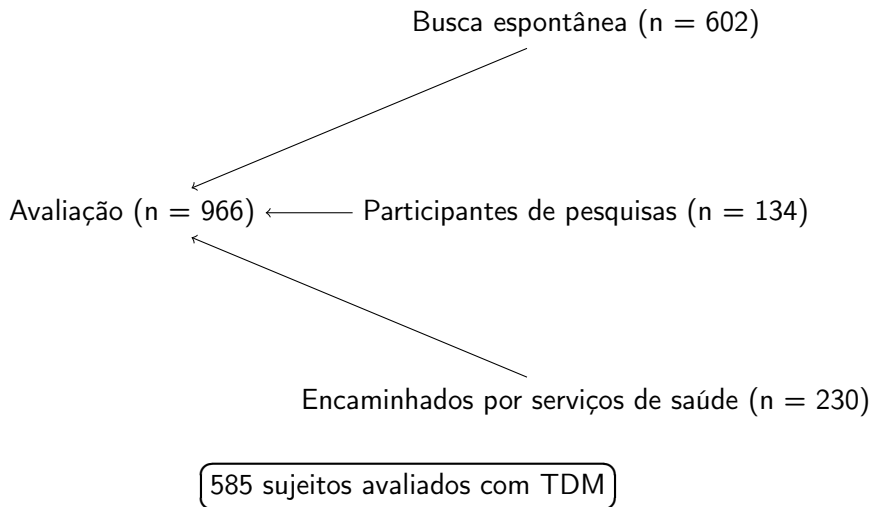 Busca espontânea (n = 602)
Avaliação (n = 966)
Participantes de pesquisas (n = 134)
Encaminhados por serviços de saúde (n = 230)
585 sujeitos avaliados com TDM